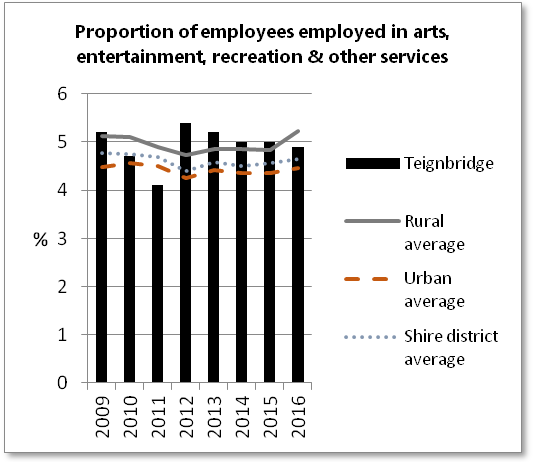 Proportion of employees employed in arts,
entertainment, recreation & other services
6
5
4
3
2
1
0
%
2009
2010
2011
2012
2013
2014
2015
2016
Teignbridge
Rural
average
Urban
average
Shire district
average